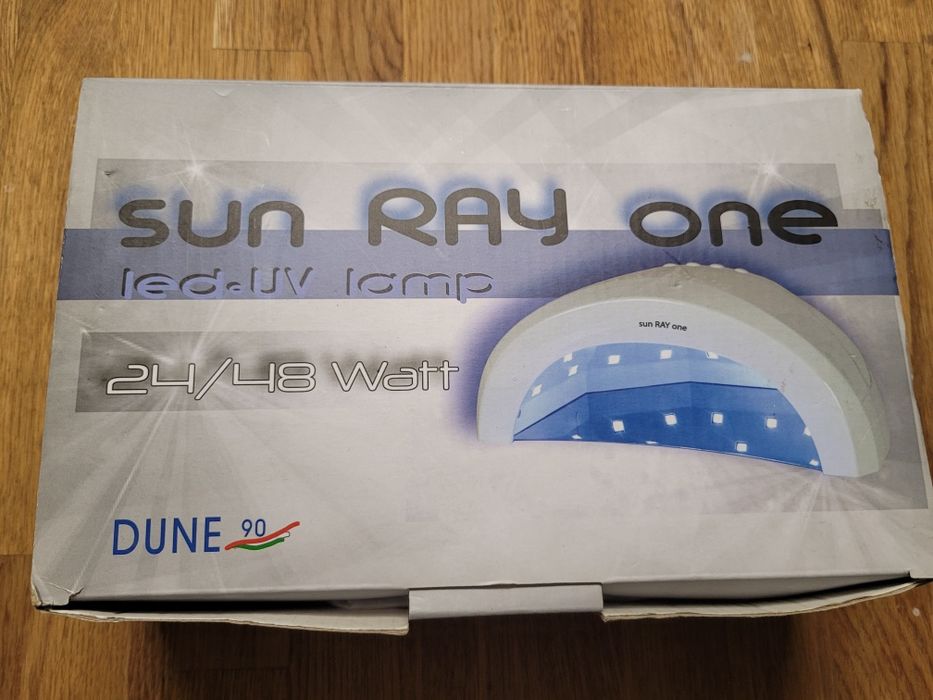 sun RAY one
led.UV lamp
24/48 Watt
sun RAY one
DUNE 90